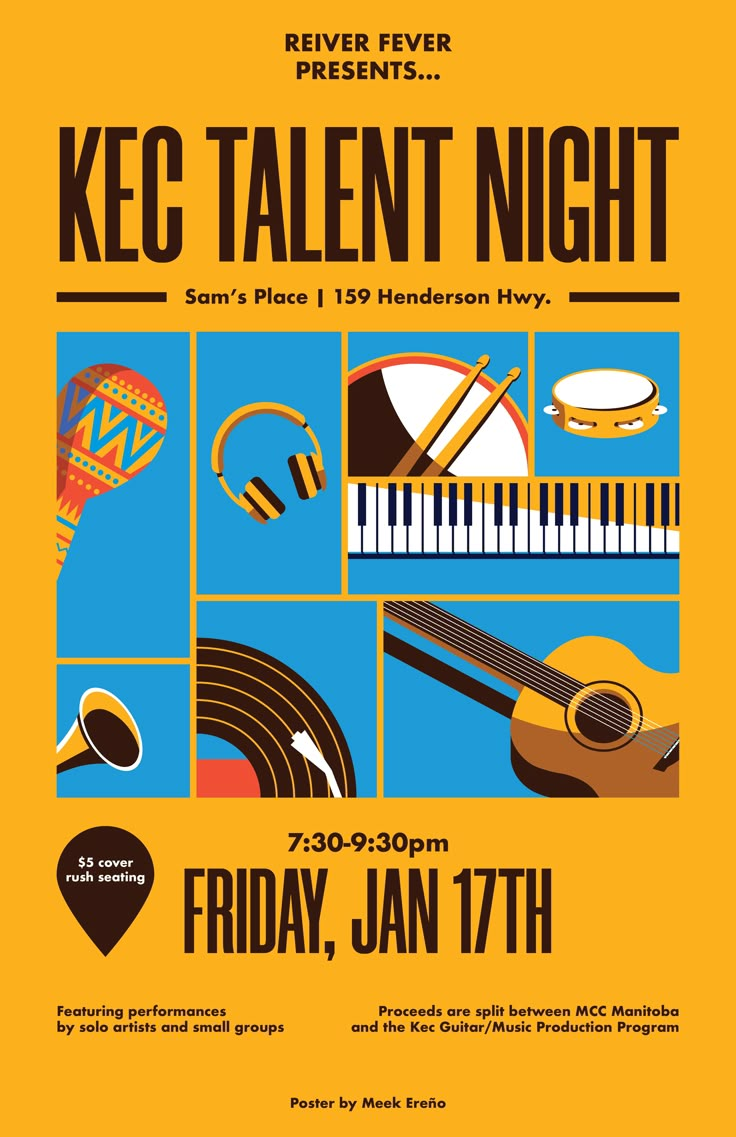 REIVER FEVER
PRESENTS...
KEC TALENT NIGHT
Sam's Place | 159 Henderson Hwy.
7:30-9:30pm
$5 cover
rush seating
FRIDAY, JAN 17TH
Featuring performances
by solo artists and small groups
Proceeds are split between MCC Manitoba
and the Kec Guitar/Music Production Program
Poster by Meek Ereño